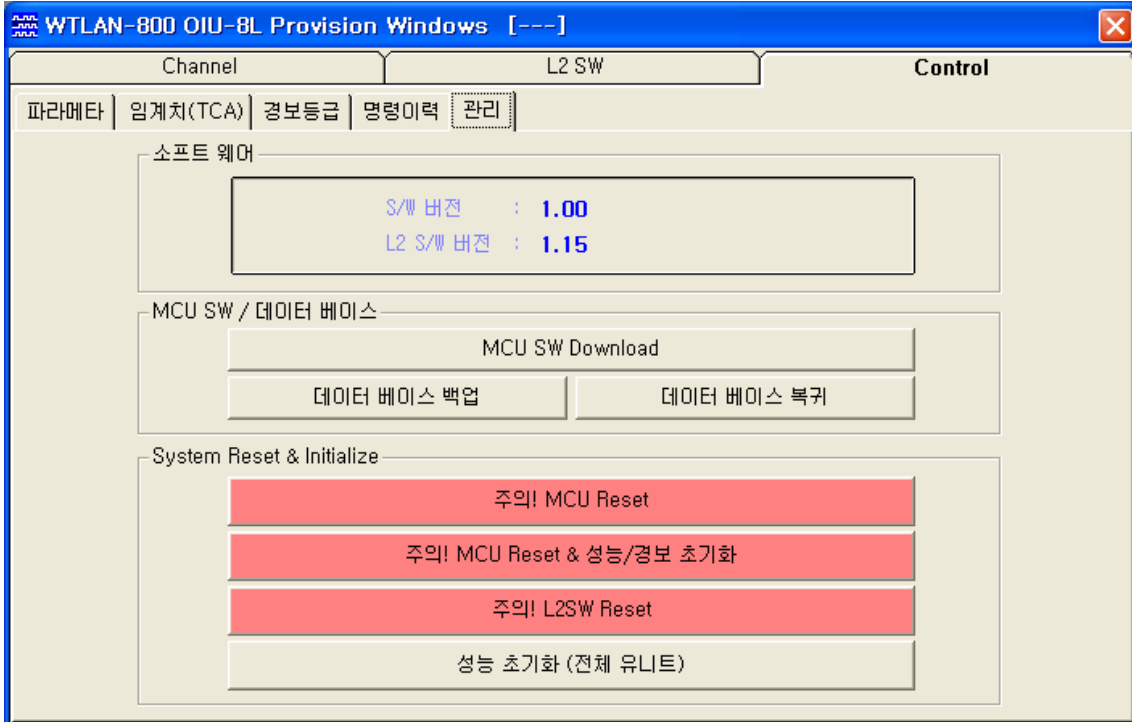 WTLAN-800 OIU-8L Provision Windows [---]
Channel L2 SW Control
파라메타 임계치(TCA) 경보등급 명령이력 관리
소프트 웨어
S/W 버전 : 1.00
L2 S/W 버전 : 1.15
MCU SW / 데이터 베이스
MCU SW Download
데이터 베이스 백업 데이터 베이스 복귀
System Reset & Initialize
주의! MCU Reset
주의! MCU Reset & 성능/경보 초기화
주의! L2SW Reset
성능 초기화 (전체 유니트)